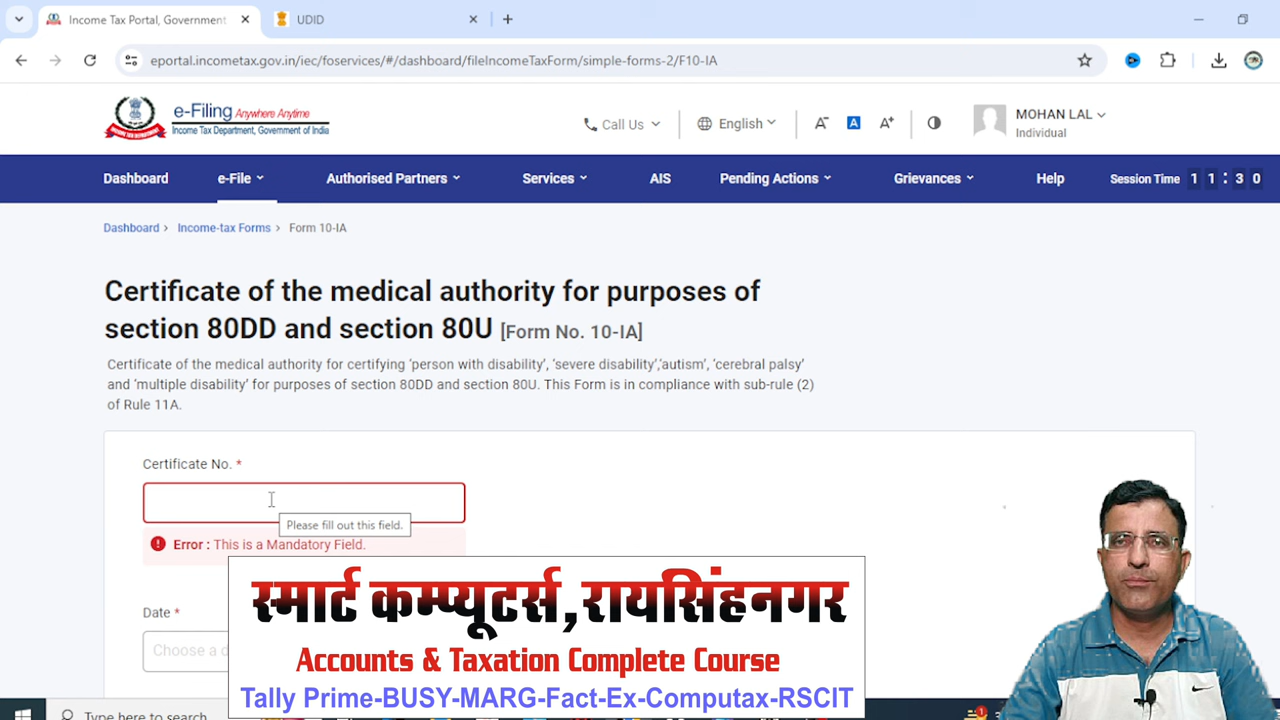 Income Tax Portal, Government
UDID
eportal.incometax.gov.in/iec/foservices/#/dashboard/fileIncomeTaxForm/simple-forms-2/F10-IA
e-Filing Anywhere Anytime
Income Tax Department, Government of India
Call Us
English
A-
A
A+
MOHAN LAL
Individual
Dashboard
e-File
Authorised Partners
Services
AIS
Pending Actions
Grievances
Help
Session Time 1 1 : 3 0
Dashboard > Income-tax Forms > Form 10-IA
Certificate of the medical authority for purposes of
section 80DD and section 80U [Form No. 10-IA]
Certificate of the medical authority for certifying ‘person with disability’, ‘severe disability’,‘autism’, ‘cerebral palsy’
and ‘multiple disability’ for purposes of section 80DD and section 80U. This Form is in compliance with sub-rule (2)
of Rule 11A.
Certificate No. *
Please fill out this field.
Error : This is a Mandatory Field.
Date *
Choose a
स्मार्ट कम्प्यूटर्स,रायसिंहनगर
Accounts & Taxation Complete Course
Tally Prime-BUSY-MARG-Fact-Ex-Computax-RSCIT
Type here to search
1